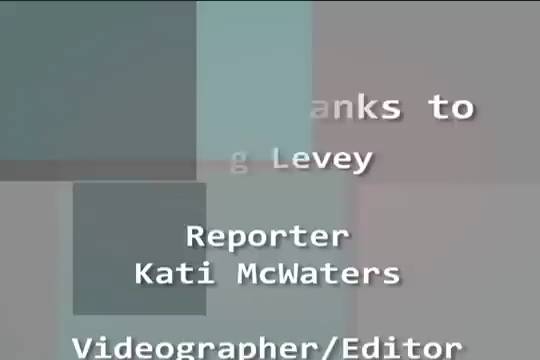 anks to
g Levey
Reporter
Kati McWaters
Videographer/Editor